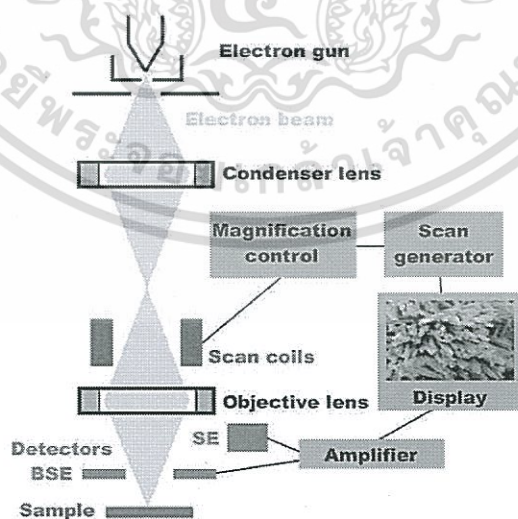 Electron gun
Electron beam
Condenser lens
Magnification
control
Scan
generator
Scan coils
Objective lens
Display
Detectors
SE
BSE
Amplifier
Sample